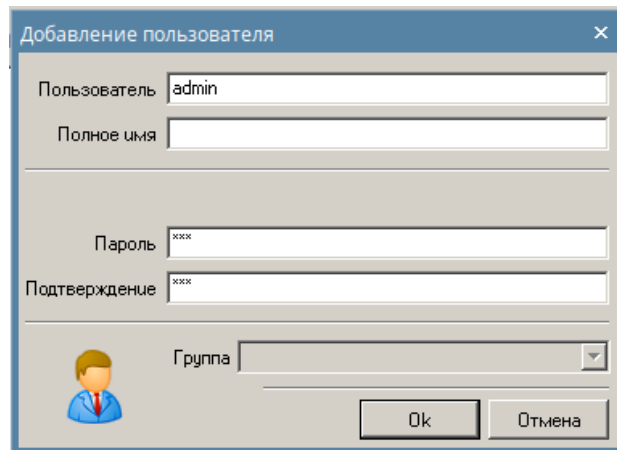 Добавление пользователя
Пользователь admin
Полное имя
Пароль ***
Подтверждение ***
Группа
Ok Отмена